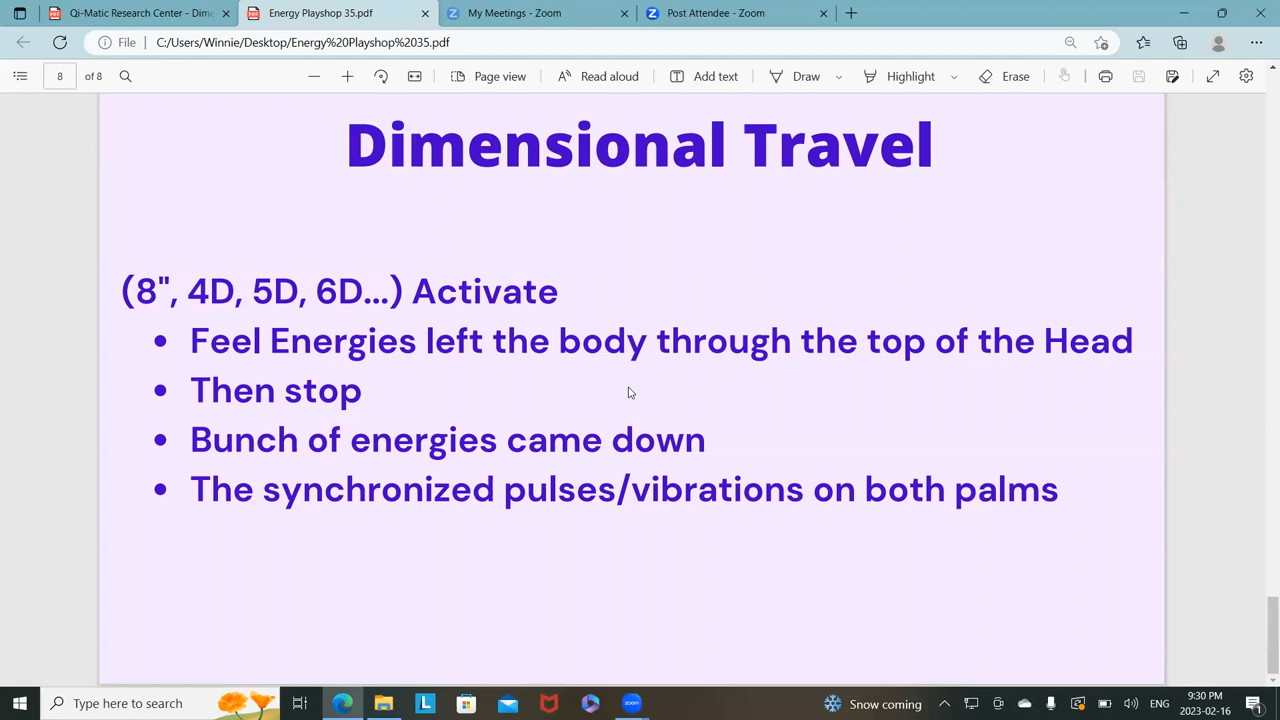 Qi-Matic Research Center - Dime
Energy Playshop 35.pdf
My Meetings - Zoom
Post Attendee - Zoom
File
C:/Users/Winnie/Desktop/Energy%20Playshop%2035.pdf
8 of 8
Page view
Read aloud
Add text
Draw
Highlight
Erase
Dimensional Travel
(8", 4D, 5D, 6D...) Activate
• Feel Energies left the body through the top of the Head
• Then stop
• Bunch of energies came down
• The synchronized pulses/vibrations on both palms
Type here to search
Snow coming
ENG
9:30 PM
2023-02-16
1